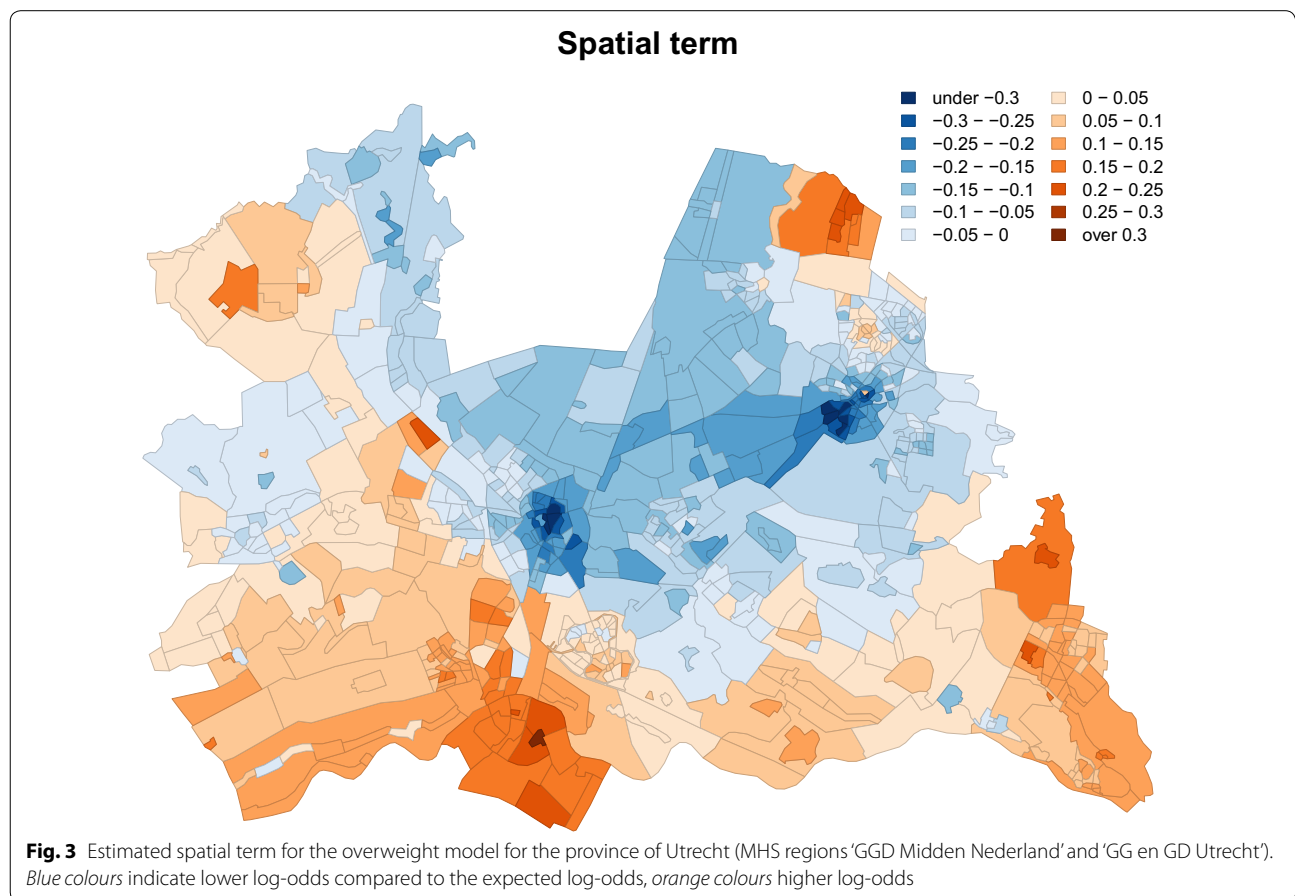 Spatial term
under −0.3 0 − 0.05
−0.3 − −0.25 0.05 − 0.1
−0.25 − −0.2 0.1 − 0.15
−0.2 − −0.15 0.15 − 0.2
−0.15 − −0.1 0.2 − 0.25
−0.1 − −0.05 0.25 − 0.3
−0.05 − 0 over 0.3
Fig. 3 Estimated spatial term for the overweight model for the province of Utrecht (MHS regions ‘GGD Midden Nederland’ and ‘GG en GD Utrecht’).
Blue colours indicate lower log-odds compared to the expected log-odds, orange colours higher log-odds